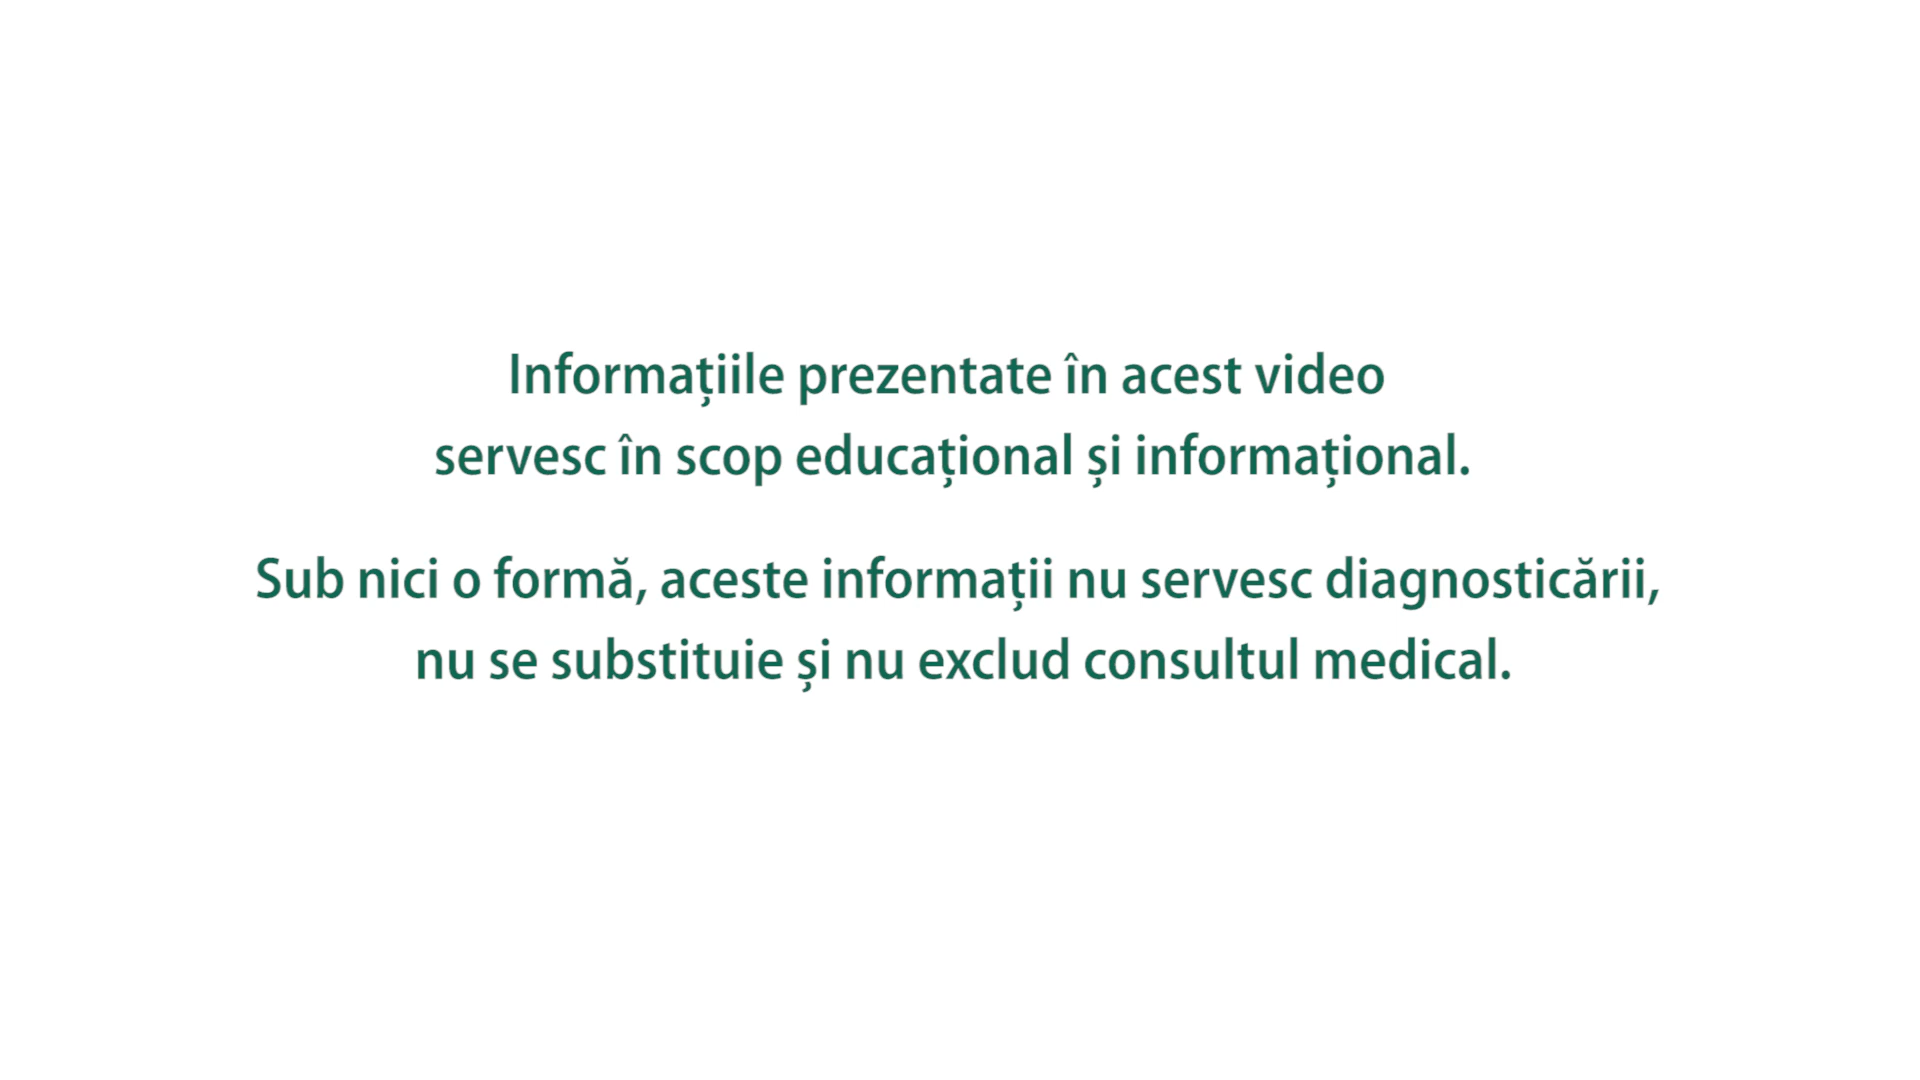 Informațiile prezentate în acest video
servesc în scop educațional și informațional.
Sub nici o formă, aceste informații nu servesc diagnosticării,
nu se substituie și nu exclud consultul medical.